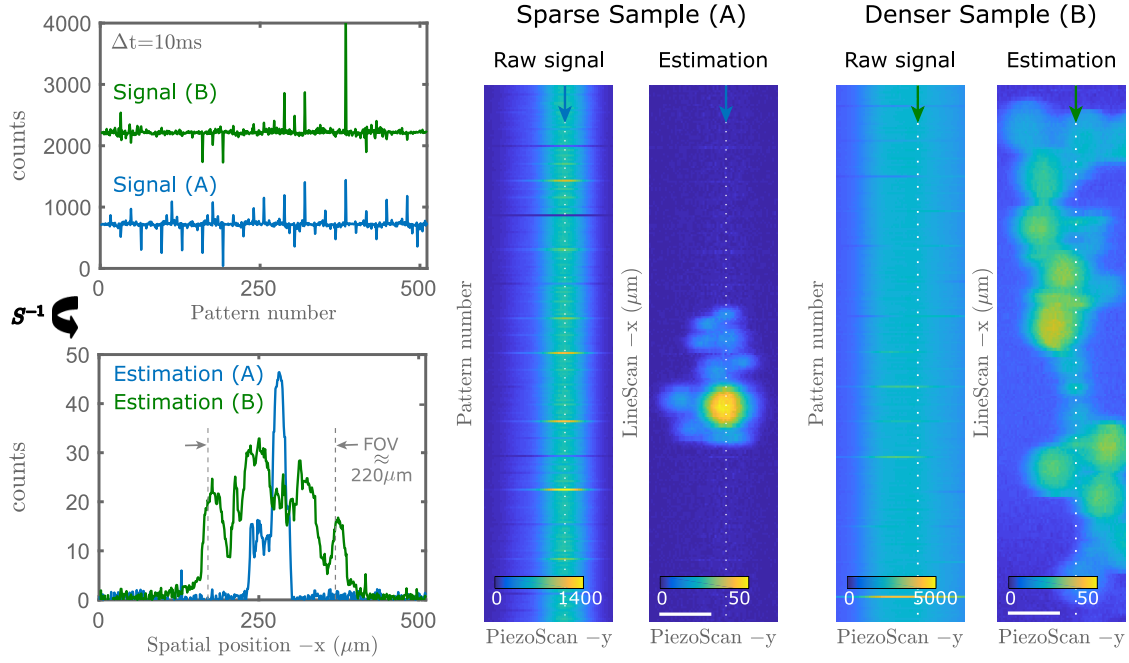 Sparse Sample (A)
Denser Sample (B)
Raw signal
Estimation
Raw signal
Estimation
4000
3000
2000
1000
0
counts
Δt=10ms
Signal (B)
Signal (A)
0
250
500
Pattern number
S⁻¹
50
40
30
20
10
0
counts
Estimation (A)
Estimation (B)
FOV
≈
220μm
0
250
500
Spatial position −x (μm)
Pattern number
0
1400
PiezoScan −y
LineScan −x (μm)
0
50
PiezoScan −y
Pattern number
0
5000
PiezoScan −y
LineScan −x (μm)
0
50
PiezoScan −y